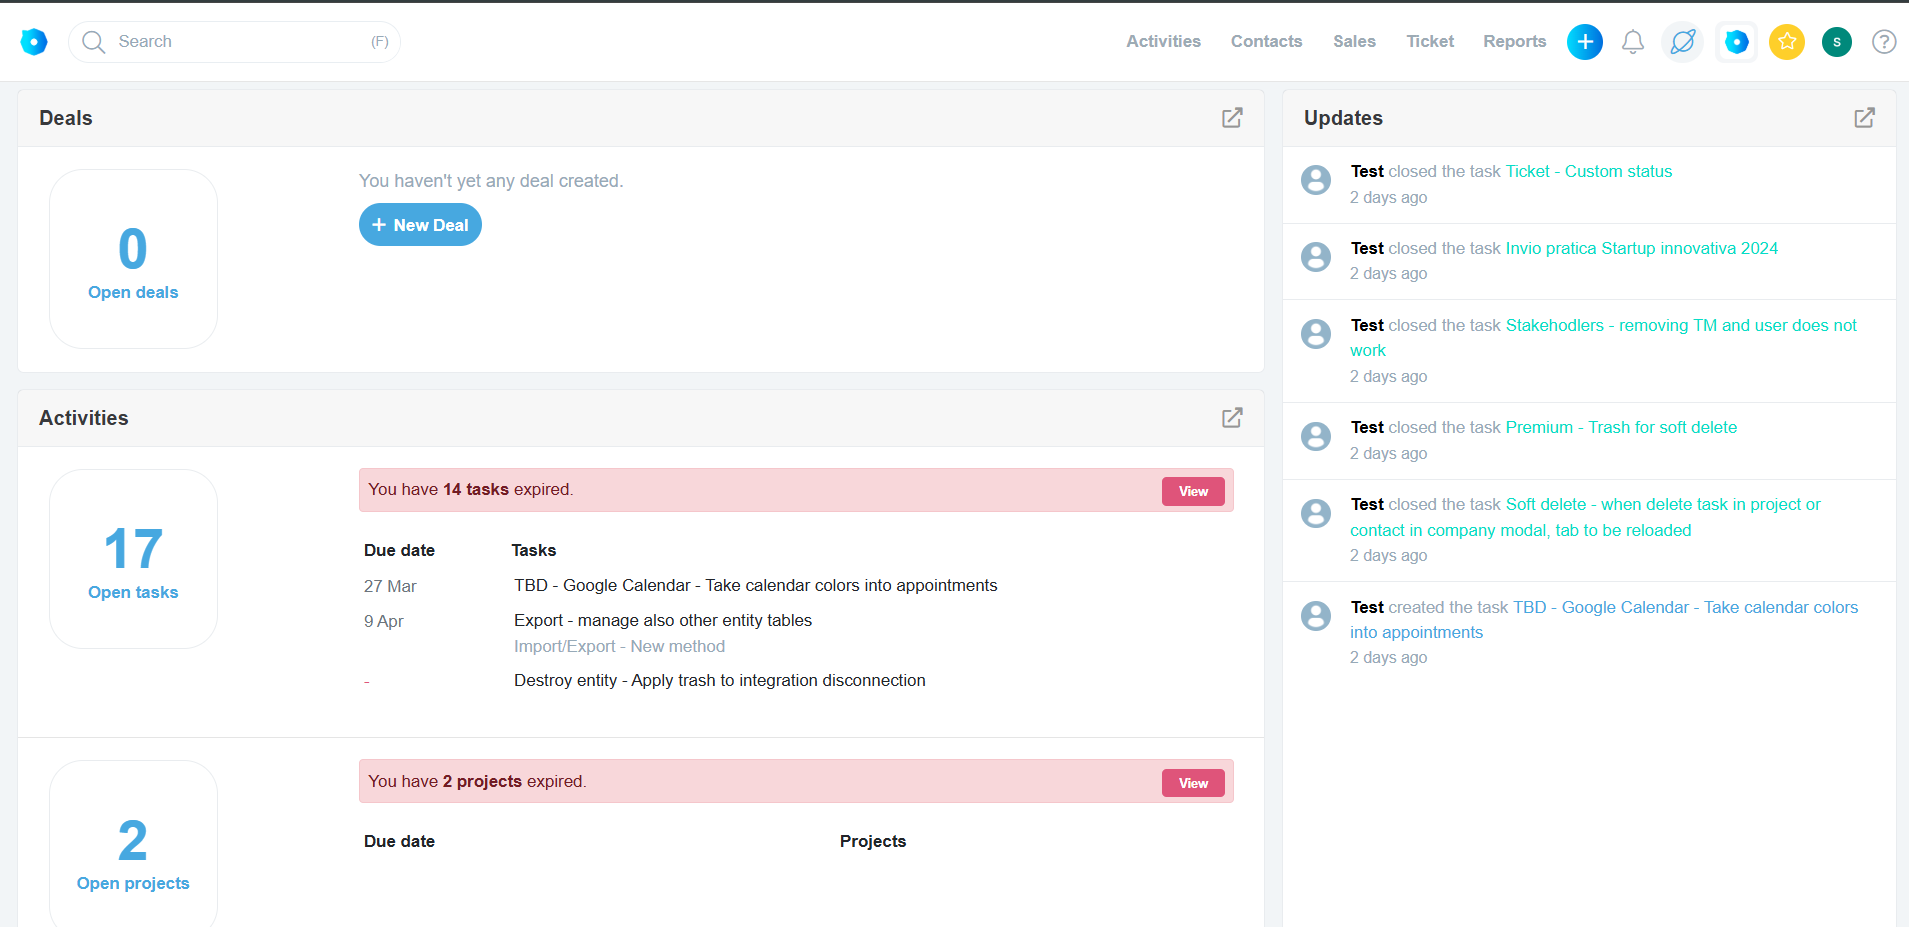 Search (F)
Activities Contacts Sales Ticket Reports S
Deals
0
Open deals
You haven't yet any deal created.
+ New Deal
Activities
17
Open tasks
You have 14 tasks expired. View
Due date Tasks
27 Mar TBD - Google Calendar - Take calendar colors into appointments
9 Apr Export - manage also other entity tables
Import/Export - New method
- Destroy entity - Apply trash to integration disconnection
2
Open projects
You have 2 projects expired. View
Due date Projects
Updates
Test closed the task Ticket - Custom status
2 days ago
Test closed the task Invio pratica Startup innovativa 2024
2 days ago
Test closed the task Stakehodlers - removing TM and user does not
work
2 days ago
Test closed the task Premium - Trash for soft delete
2 days ago
Test closed the task Soft delete - when delete task in project or
contact in company modal, tab to be reloaded
2 days ago
Test created the task TBD - Google Calendar - Take calendar colors
into appointments
2 days ago